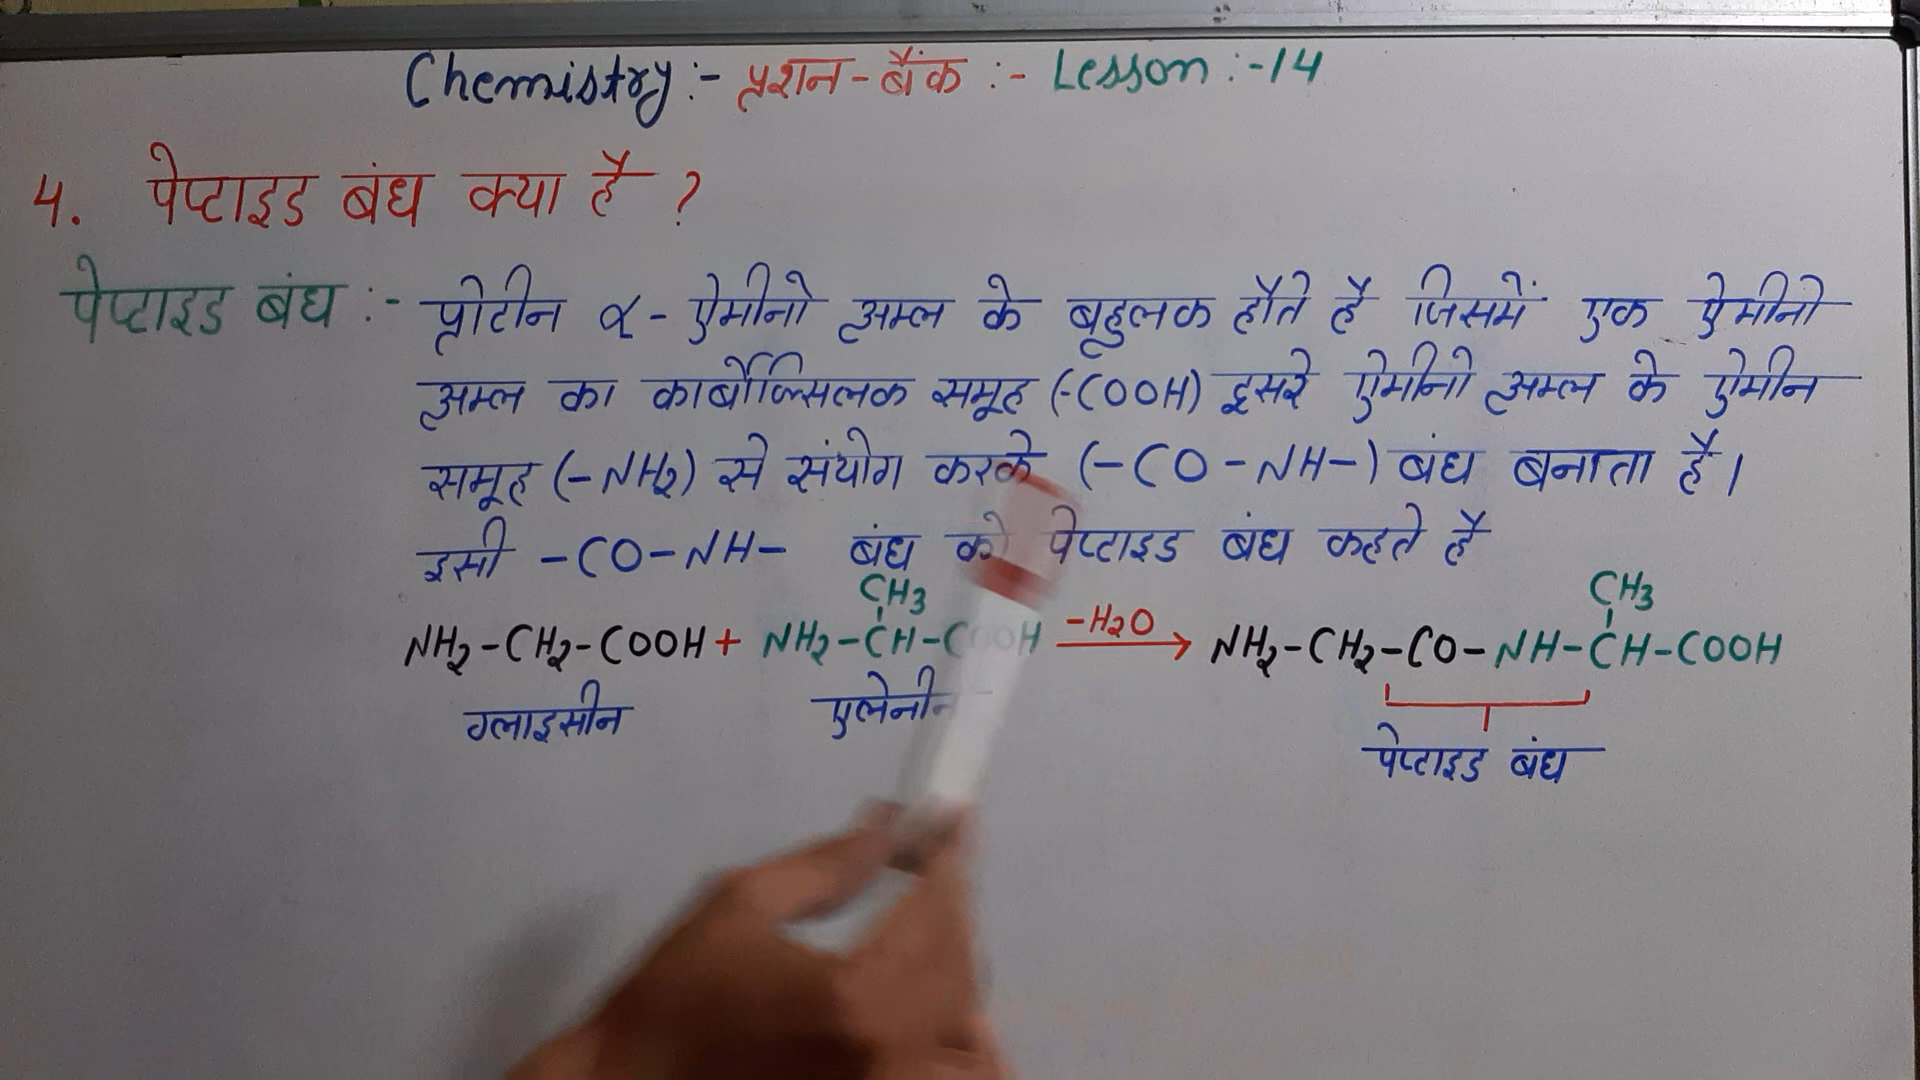 Chemistry :- प्रशन-बैंक :- Lesson :-14
4. पेप्टाइड बंध क्या है ?
पेप्टाइड बंध :- प्रोटीन α- ऐमीनो अम्ल के बहुलक होते है जिसमें एक ऐमीनो
अम्ल का कार्बोक्सिलक समूह (-COOH) दूसरे ऐमीनो अम्ल के ऐमीन
समूह (-NH2) से संयोग करके (-CO-NH-) बंध बनाता है।
इसी -CO-NH- बंध को पेप्टाइड बंध कहते है
CH3 CH3
NH2-CH2-COOH + NH2-CH-COOH -H2O → NH2-CH2-CO-NH-CH-COOH
ग्लाइसीन एलेनीन
पेप्टाइड बंध